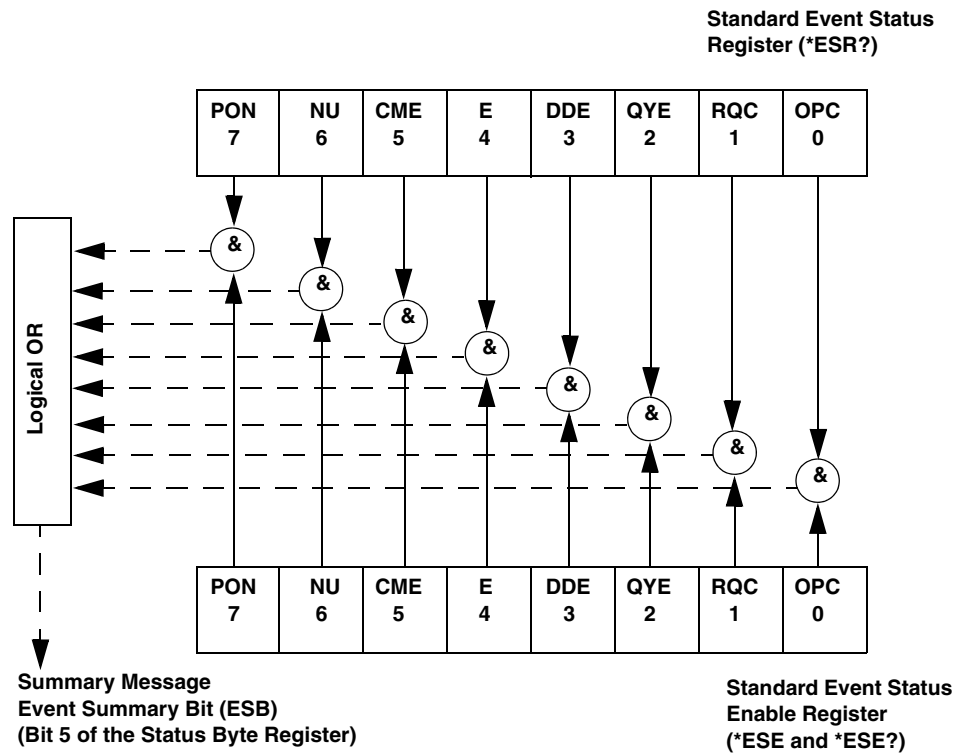 Standard Event Status
Register (*ESR?)
PON NU CME E DDE QYE RQC OPC
7 6 5 4 3 2 1 0
&
&
&
&
&
&
&
&
Logical OR
PON NU CME E DDE QYE RQC OPC
7 6 5 4 3 2 1 0
Summary Message
Event Summary Bit (ESB)
(Bit 5 of the Status Byte Register)
Standard Event Status
Enable Register
(*ESE and *ESE?)